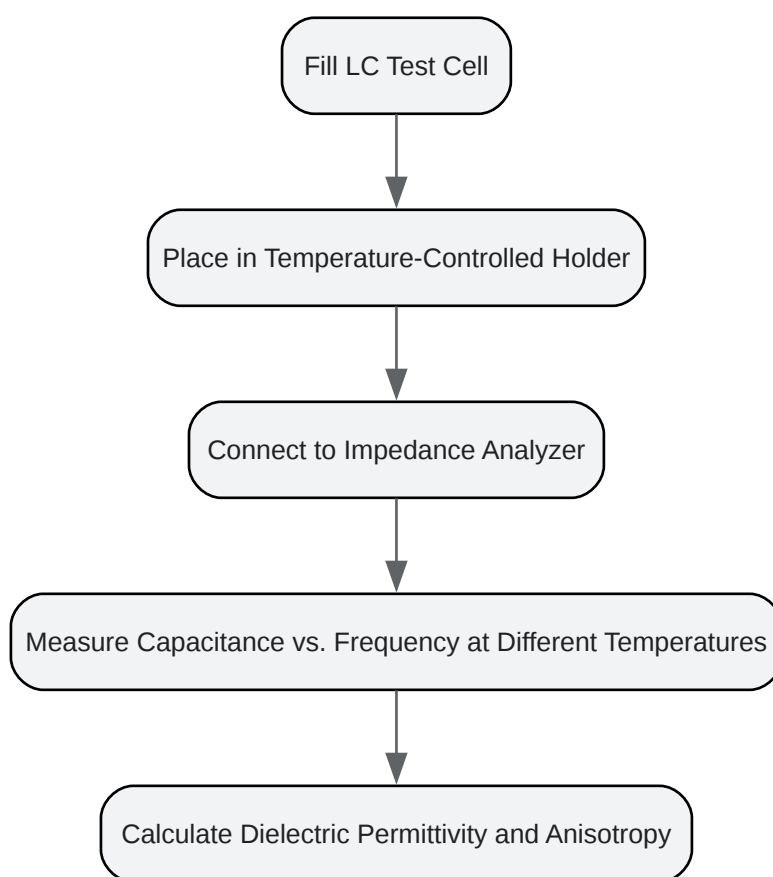 Fill LC Test Cell
Place in Temperature-Controlled Holder
Connect to Impedance Analyzer
Measure Capacitance vs. Frequency at Different Temperatures
Calculate Dielectric Permittivity and Anisotropy